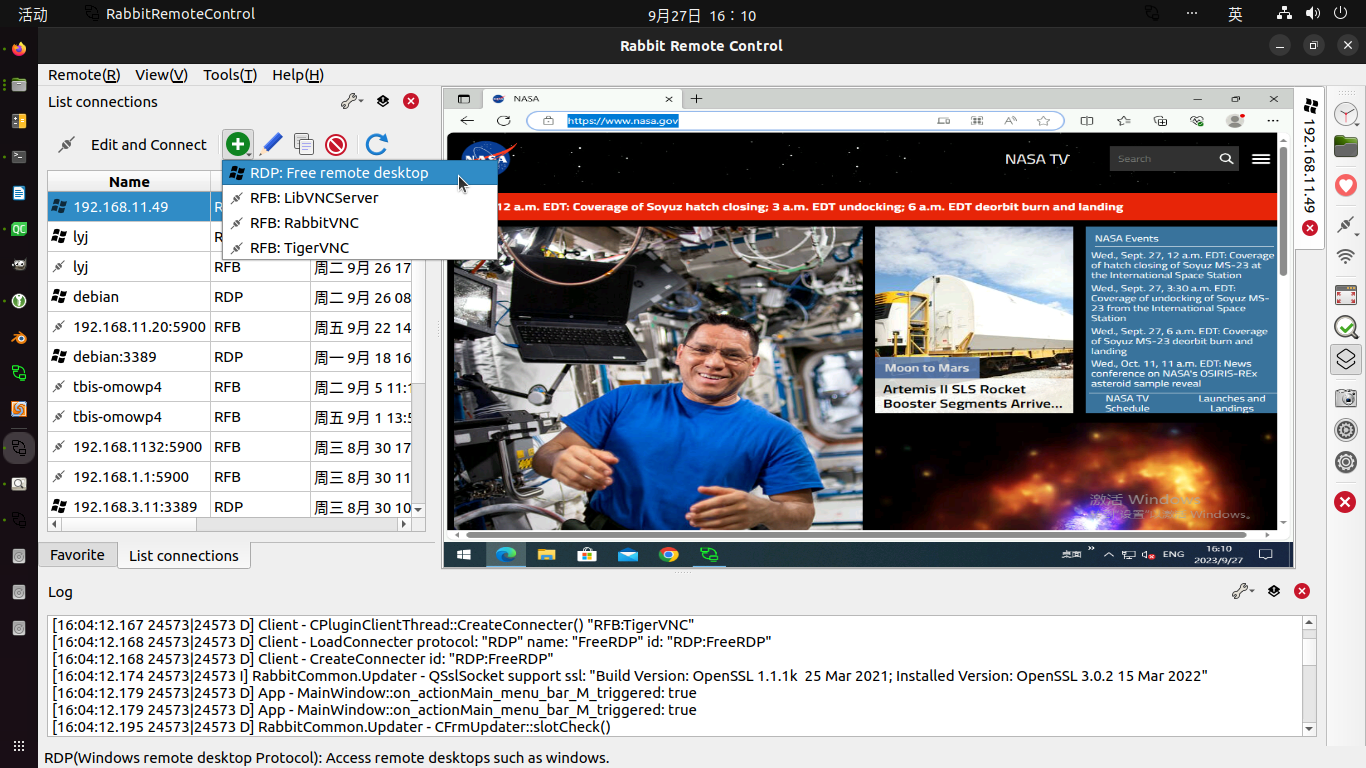 活动
RabbitRemoteControl
9月27日 16：10
英
Rabbit Remote Control
Remote(R) View(V) Tools(T) Help(H)
List connections
Edit and Connect
Name
RDP: Free remote desktop
RFB: LibVNCServer
RFB: RabbitVNC
RFB: TigerVNC
192.168.11.49
lyj
lyj RFB 周二 9月 26 17
debian RDP 周二 9月 26 08
192.168.11.20:5900 RFB 周五 9月 22 14
debian:3389 RDP 周一 9月 18 16
tbis-omowp4 RFB 周二 9月 5 11:1
tbis-omowp4 RFB 周五 9月 1 13:5
192.168.1132:5900 RFB 周三 8月 30 17
192.168.1.1:5900 RFB 周三 8月 30 11
192.168.3.11:3389 RDP 周三 8月 30 10
Favorite
List connections
NASA
https://www.nasa.gov
NASA
NASA TV
Search
12 a.m. EDT: Coverage of Soyuz hatch closing; 3 a.m. EDT undocking; 6 a.m. EDT deorbit burn and landing
Moon to Mars
Artemis II SLS Rocket
Booster Segments Arrive...
NASA Events
Wed., Sept. 27, 12 a.m. EDT: Coverage
of hatch closing of Soyuz MS-23 at
the International Space
Station
Wed., Sept. 27, 3:30 a.m. EDT:
Coverage of undocking of Soyuz MS-
23 from the International Space
Station
Wed., Sept. 27, 6 a.m. EDT: Coverage
of Soyuz MS-23 deorbit burn and
landing
Wed., Oct. 11, 11 a.m. EDT: News
conference on NASA's OSIRIS-REx
asteroid sample reveal
NASA TV
Schedule
Launches and
Landings
激活 Windows
桌面
ENG
16:10
2023/9/27
192.168.11.49
Log
[16:04:12.167 24573|24573 D] Client - CPluginClientThread::CreateConnecter() "RFB:TigerVNC"
[16:04:12.168 24573|24573 D] Client - LoadConnecter protocol: "RDP" name: "FreeRDP" id: "RDP:FreeRDP"
[16:04:12.168 24573|24573 D] Client - CreateConnecter id: "RDP:FreeRDP"
[16:04:12.174 24573 I] RabbitCommon.Updater - QSslSocket support ssl: "Build Version: OpenSSL 1.1.1k 25 Mar 2021; Installed Version: OpenSSL 3.0.2 15 Mar 2022"
[16:04:12.179 24573|24573 D] App - MainWindow::on_actionMain_menu_bar_M_triggered: true
[16:04:12.179 24573|24573 D] App - MainWindow::on_actionMain_menu_bar_M_triggered: true
[16:04:12.195 24573|24573 D] RabbitCommon.Updater - CFrmUpdater::slotCheck()
RDP(Windows remote desktop Protocol): Access remote desktops such as windows.